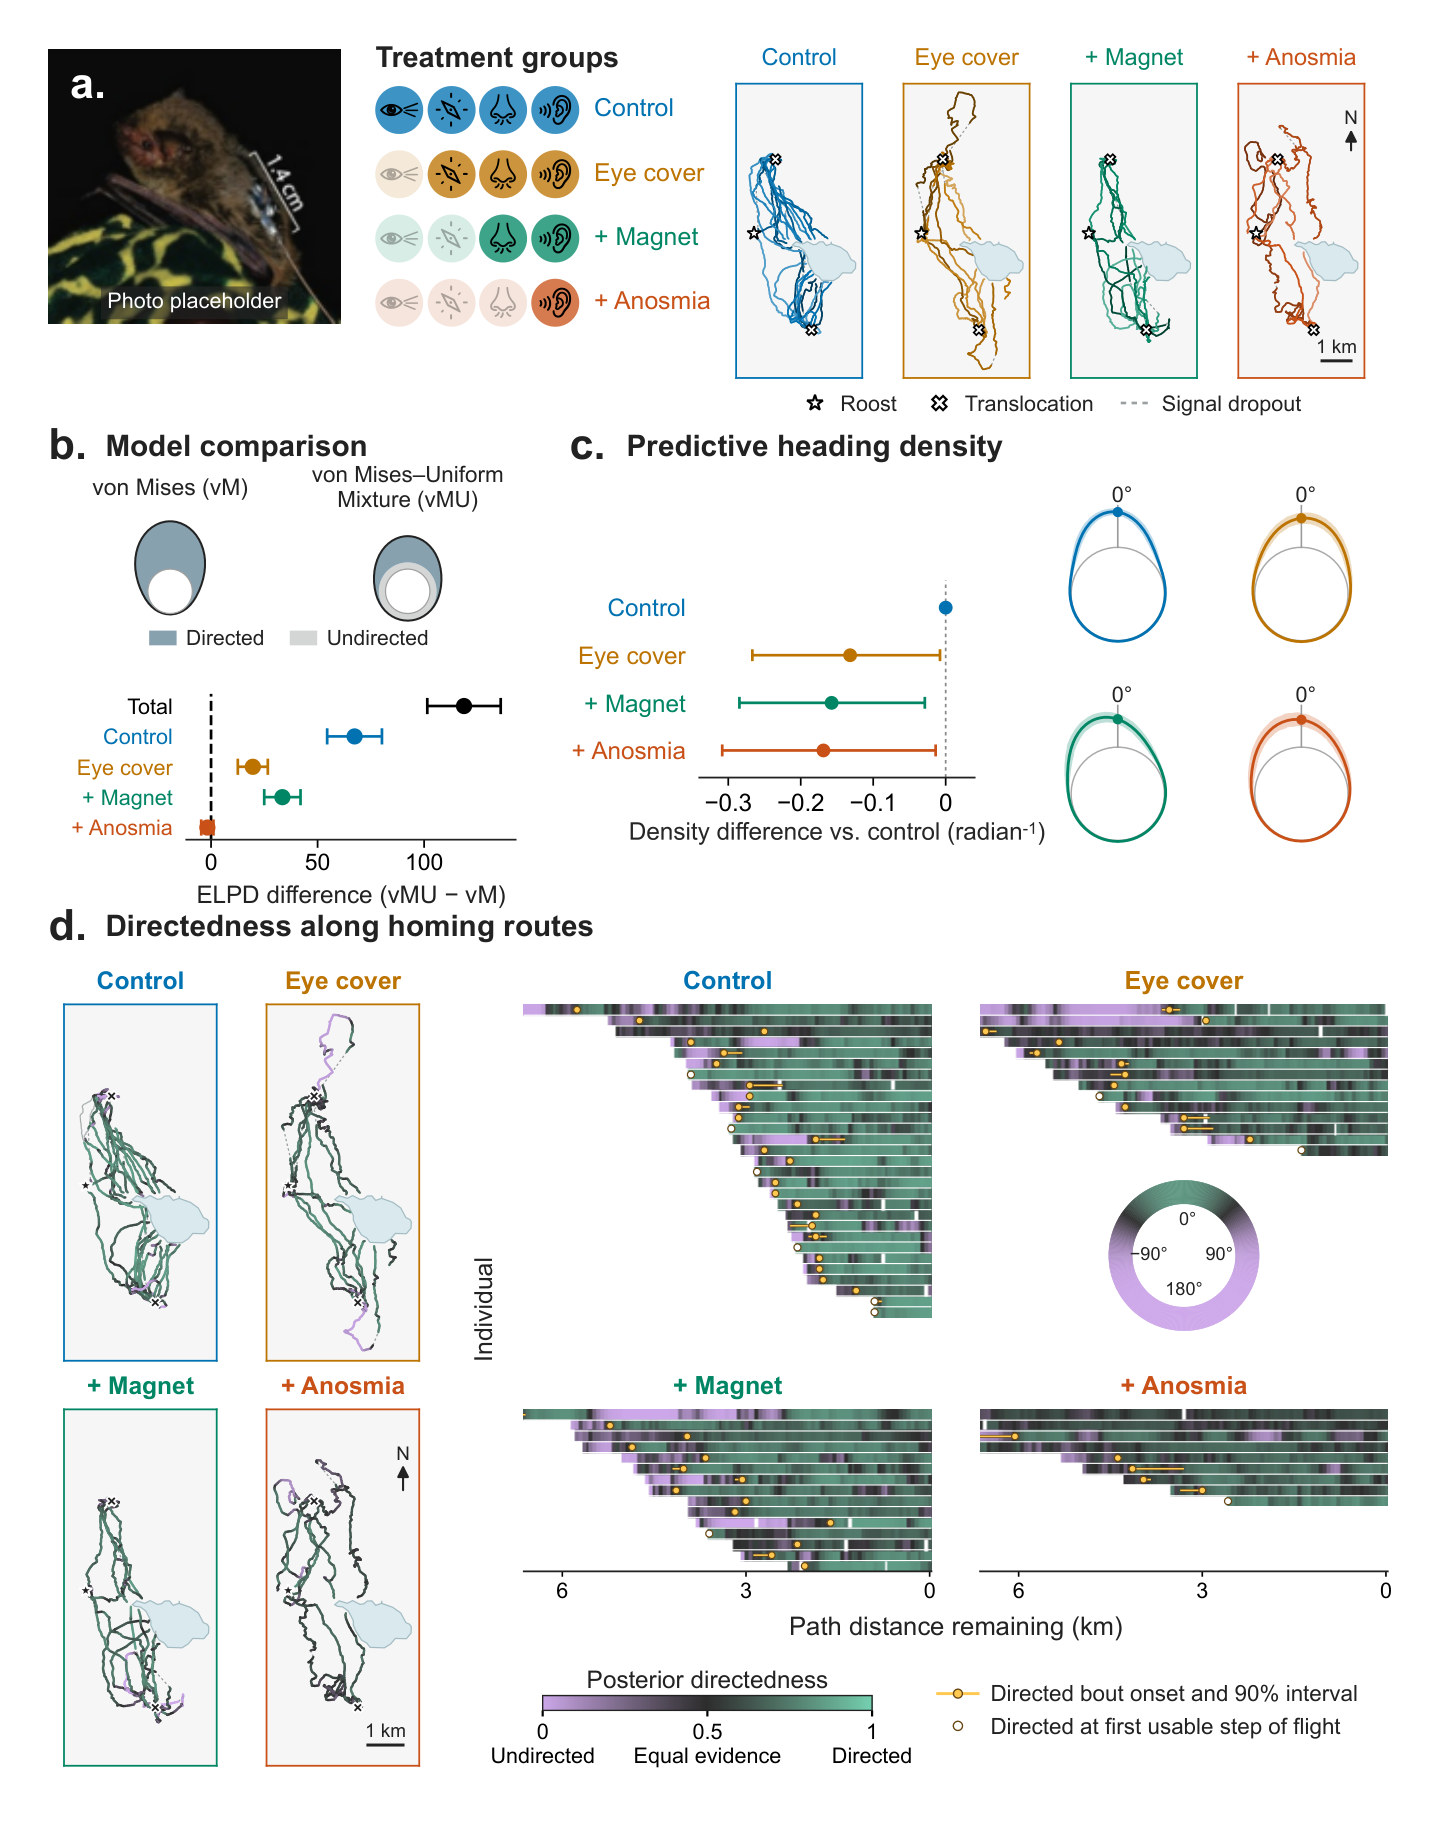 a.
1.4 cm
Photo placeholder
Treatment groups
Control
Eye cover
+ Magnet
+ Anosmia
Control
Eye cover
+ Magnet
+ Anosmia
N
1 km
Roost
Translocation
Signal dropout
b. Model comparison
von Mises (vM)
von Mises–Uniform
Mixture (vMU)
Directed
Undirected
Total
Control
Eye cover
+ Magnet
+ Anosmia
0 50 100
ELPD difference (vMU − vM)
c. Predictive heading density
Control
Eye cover
+ Magnet
+ Anosmia
−0.3 −0.2 −0.1 0
Density difference vs. control (radian⁻¹)
0°
0°
0°
0°
d. Directedness along homing routes
Control
Eye cover
+ Magnet
+ Anosmia
N
1 km
Individual
Control
Eye cover
0°
−90° 90°
180°
+ Magnet
+ Anosmia
6 3 0
6 3 0
Path distance remaining (km)
Posterior directedness
0 0.5 1
Undirected Equal evidence Directed
Directed bout onset and 90% interval
Directed at first usable step of flight